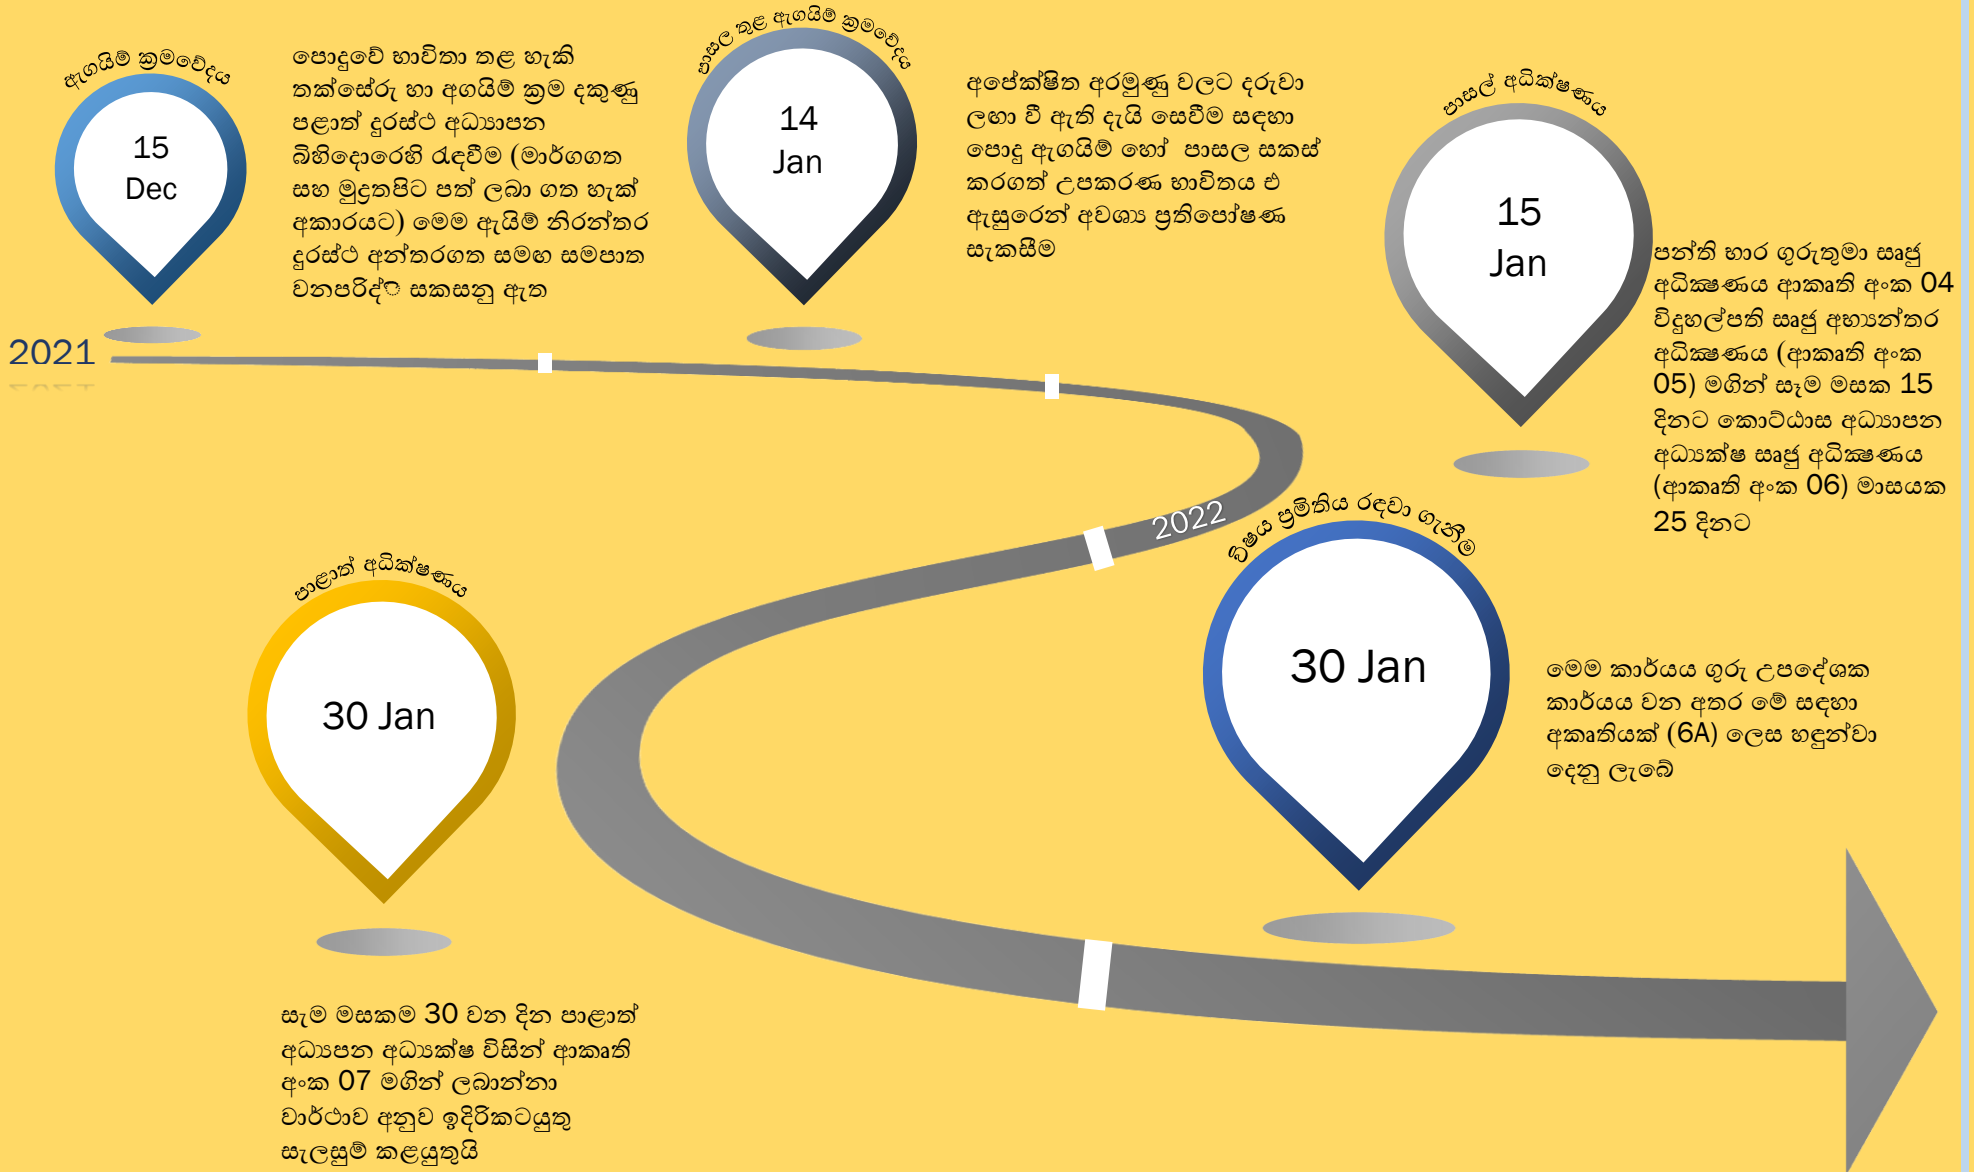 ඇගයිම් ක්‍රමවේදය
15
Dec
පොදුවේ භාවිතා තළ හැකි
තක්සේරු හා අගයිම් ක්‍රම දකුණු
පළාත් දුරස්ථ අධ්‍යාපන
බිහිදොරෙහි රැඳවීම (මාර්ගගත
සහ මුද්‍රතපිට පත් ලබා ගත හැක්
අකාරයට) මෙම ඇයිම් නිරන්තර
දුරස්ථ අන්තරගත සමඟ සමපාත
වනපරිද්ි සකසනු ඇත
පාසල තුළ ඇගයිම් ක්‍රමවේදය
14
Jan
අපේක්ෂිත අරමුණු වලට දරුවා
ලඟා වී ඇති දැයි සෙවීම සඳහා
පොදු ඇගයිම් හෝ පාසල සකස්
කරගත් උපකරණ භාවිතය එ
ඇසුරෙන් අවශ්‍ය ප්‍රතිපෝෂණ
සැකසීම
පාසල් අධික්ෂණය
15
Jan
පන්ති භාර ගුරුතුමා සෘජු
අධික්‍ෂණය ආකෘති අංක 04
විදුහල්පති සෘජු අභ්‍යන්තර
අධික්‍ෂණය (ආකෘති අංක
05) මගින් සෑම මසක 15
දිනට කොට්ඨාස අධ්‍යාපන
අධ්‍යක්ෂ සෘජු අධික්‍ෂණය
(ආකෘති අංක 06) මාසයක
25 දිනට
2021
2022
පාළාත් අධික්ෂණය
30 Jan
සැම මසකම 30 වන දින පාළාත්
අධ්‍යපන අධ්‍යක්ෂ විසින් ආකෘති
අංක 07 මගින් ලබාන්නා
වාර්ථාව අනුව ඉදිරිකටයුතු
සැලසුම් කළයුතුයි
විෂය ප්‍රමිතිය රඳවා ගැනීම
30 Jan
මෙම කාර්යය ගුරු උපදේශක
කාර්යය වන අතර මේ සඳහා
අකෘතියක් (6A) ලෙස හඳුන්වා
දෙනු ලැබේ